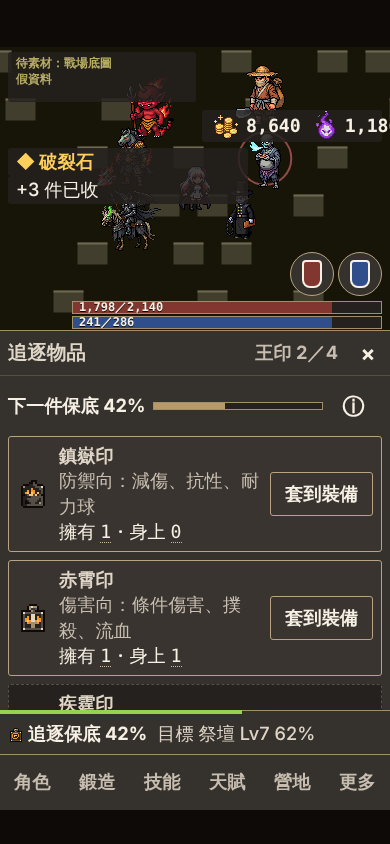 待素材：戰場底圖
假資料
8,640
1,18
◆ 破裂石
+3 件已收
1,798／2,140
241／286
追逐物品
王印 2／4
×
下一件保底 42%
ⓘ
鎮嶽印
防禦向：減傷、抗性、耐
力球
擁有 1・身上 0
套到裝備
赤霄印
傷害向：條件傷害、撲
殺、流血
擁有 1・身上 1
套到裝備
疾霆印
追逐保底 42% 目標 祭壇 Lv7 62%
角色 鍛造 技能 天賦 營地 更多